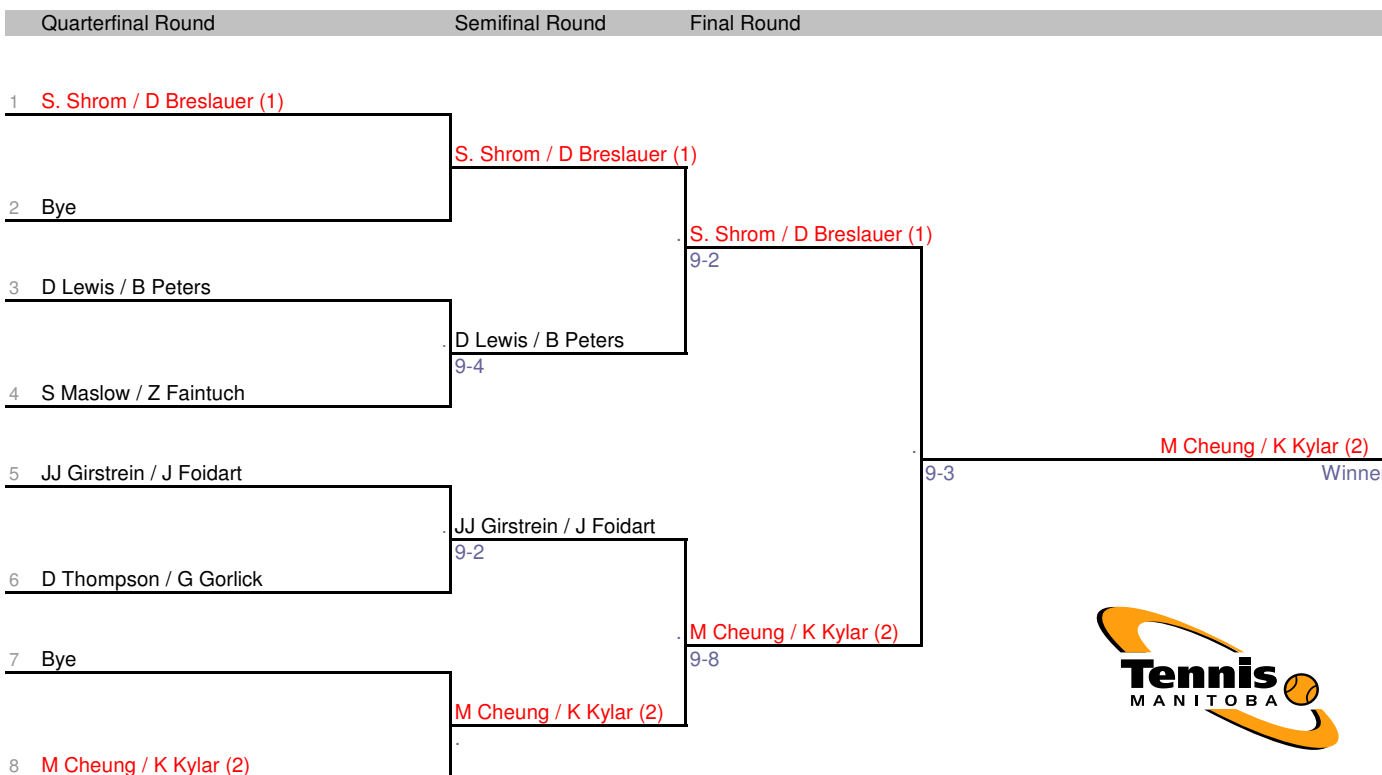 Quarterfinal Round Semifinal Round Final Round
1 S. Shrom / D Breslauer (1)
S. Shrom / D Breslauer (1)
2 Bye
. S. Shrom / D Breslauer (1)
9-2
3 D Lewis / B Peters
. D Lewis / B Peters
9-4
4 S Maslow / Z Faintuch
. M Cheung / K Kylar (2)
9-3 Winner
5 JJ Girstrein / J Foidart
. JJ Girstrein / J Foidart
9-2
6 D Thompson / G Gorlick
. M Cheung / K Kylar (2)
9-8
7 Bye
M Cheung / K Kylar (2)
.
8 M Cheung / K Kylar (2)
Tennis
MANITOBA